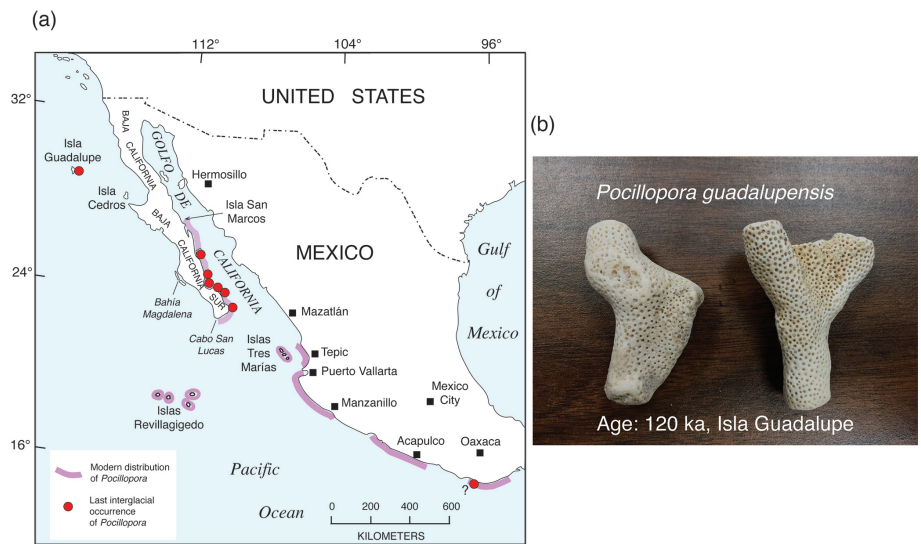 (a)
112°
104°
96°
32°
24°
16°
UNITED STATES
MEXICO
BAJA
CALIFORNIA
GOLFO DE
CALIFORNIA
BAJA
CALIFORNIA
SUR
Isla
Guadalupe
Isla
Cedros
Hermosillo
Isla San
Marcos
Bahía
Magdalena
Cabo San
Lucas
Mazatlán
Islas
Tres
Marías
Tepic
Puerto Vallarta
Manzanillo
Mexico
City
Acapulco
Oaxaca
Islas
Revillagigedo
Gulf
of
Mexico
Pacific
Ocean
?
Modern distribution
of Pocillopora
Last interglacial
occurrence
of Pocillopora
0 200 400 600
KILOMETERS
(b)
Pocillopora guadalupensis
Age: 120 ka, Isla Guadalupe